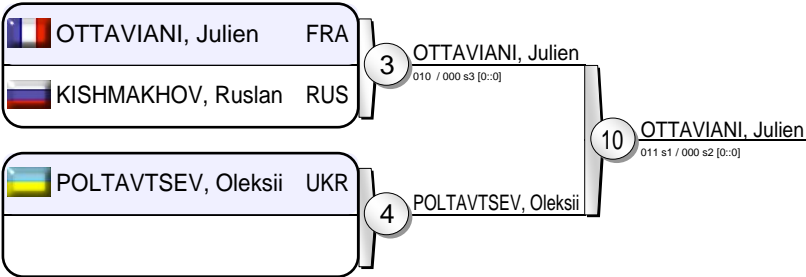 OTTAVIANI, Julien FRA
KISHMAKHOV, Ruslan RUS
3
OTTAVIANI, Julien
010 / 000 s3 [0::0]
POLTAVTSEV, Oleksii UKR
4
POLTAVTSEV, Oleksii
10
OTTAVIANI, Julien
011 s1 / 000 s2 [0::0]